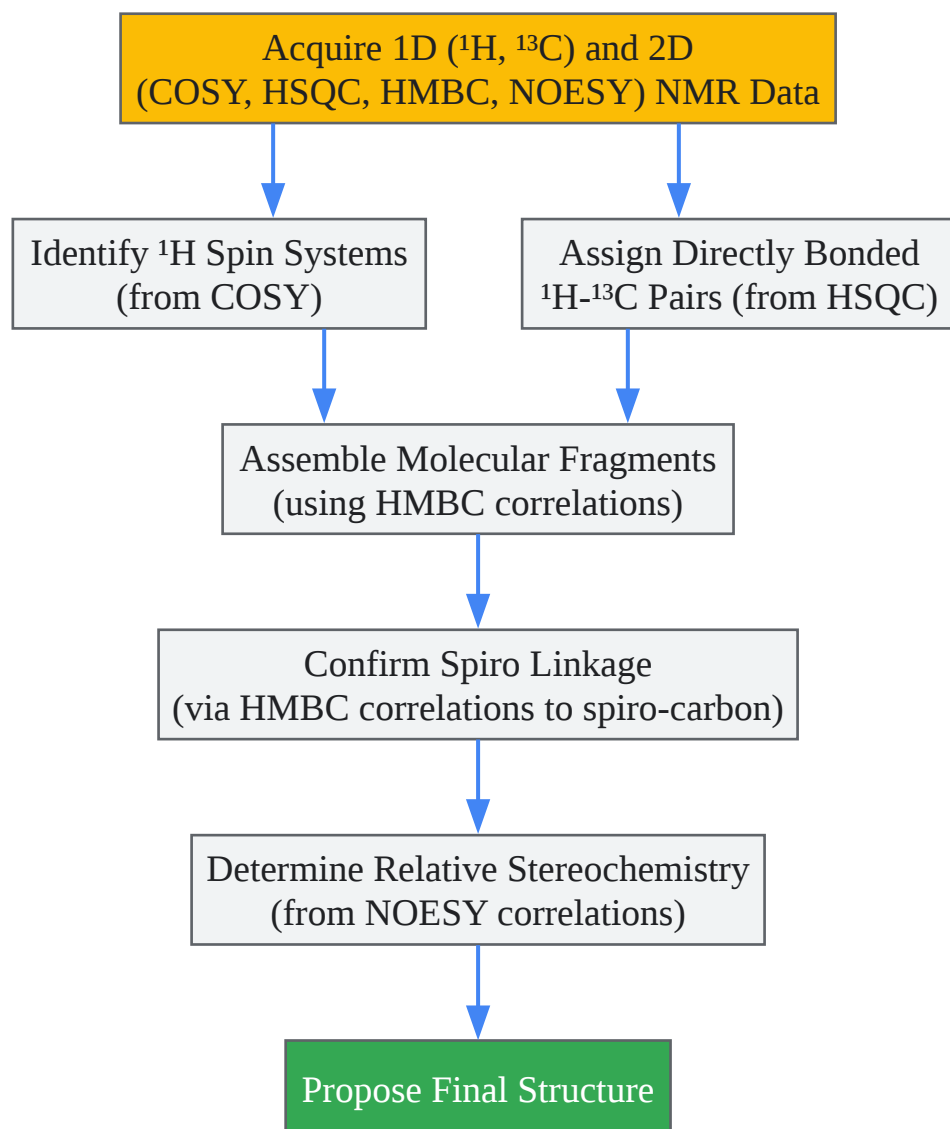 Acquire 1D (¹H, ¹³C) and 2D
(COSY, HSQC, HMBC, NOESY) NMR Data
Identify ¹H Spin Systems
(from COSY)
Assign Directly Bonded
¹H-¹³C Pairs (from HSQC)
Assemble Molecular Fragments
(using HMBC correlations)
Confirm Spiro Linkage
(via HMBC correlations to spiro-carbon)
Determine Relative Stereochemistry
(from NOESY correlations)
Propose Final Structure